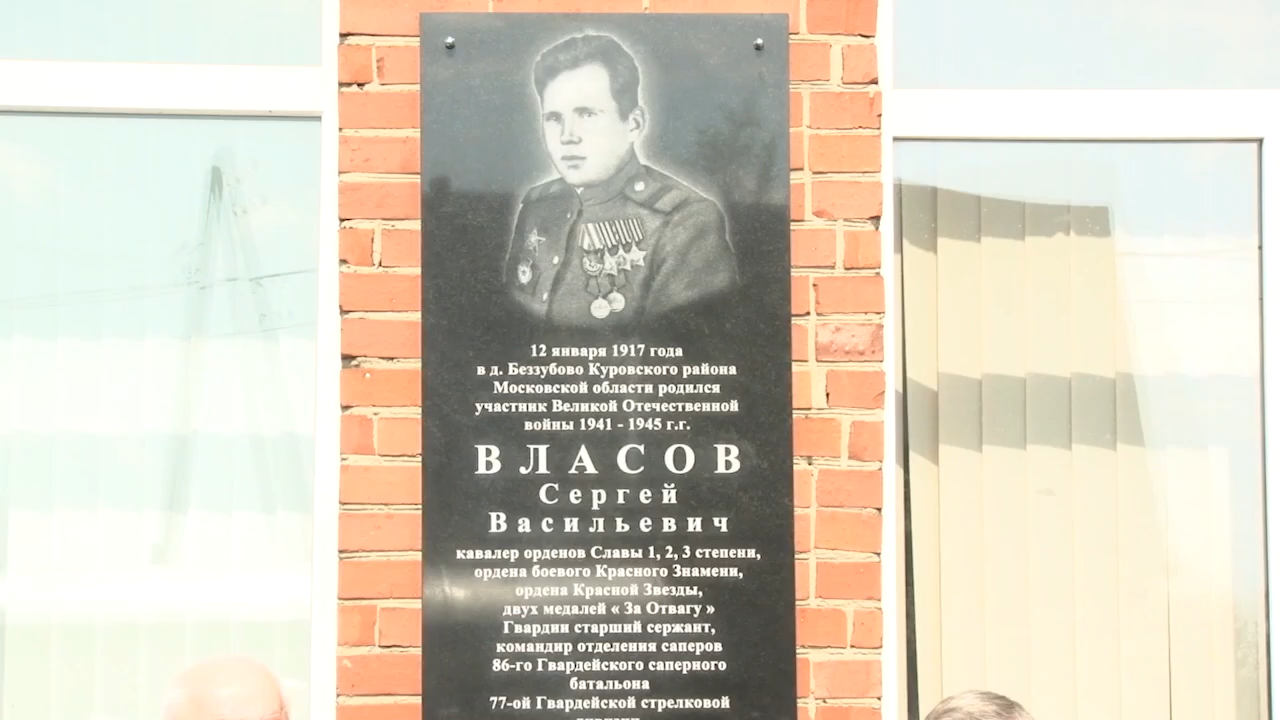 12 января 1917 года
в д. Беззубово Куровского района
Московской области родился
участник Великой Отечественной
войны 1941 - 1945 г.г.
ВЛАСОВ
Сергей
Васильевич
кавалер орденов Славы 1, 2, 3 степени,
ордена боевого Красного Знамени,
ордена Красной Звезды,
двух медалей « За Отвагу »
Гвардии старший сержант,
командир отделения саперов
86-го Гвардейского саперного
батальона
77-ой Гвардейской стрелковой